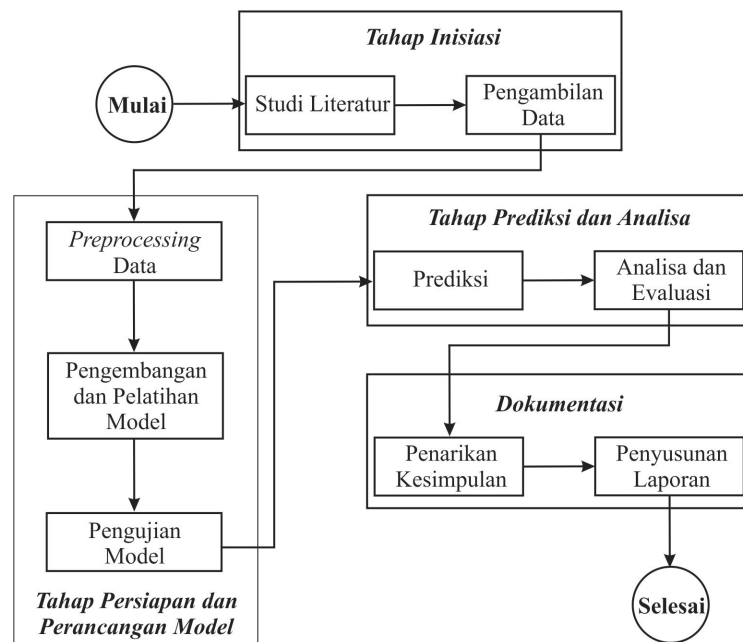 Tahap Inisiasi
Mulai
Studi Literatur
Pengambilan
Data
Preprocessing
Data
Pengembangan
dan Pelatihan
Model
Pengujian
Model
Tahap Persiapan dan
Perancangan Model
Tahap Prediksi dan Analisa
Prediksi
Analisa dan
Evaluasi
Dokumentasi
Penarikan
Kesimpulan
Penyusunan
Laporan
Selesai